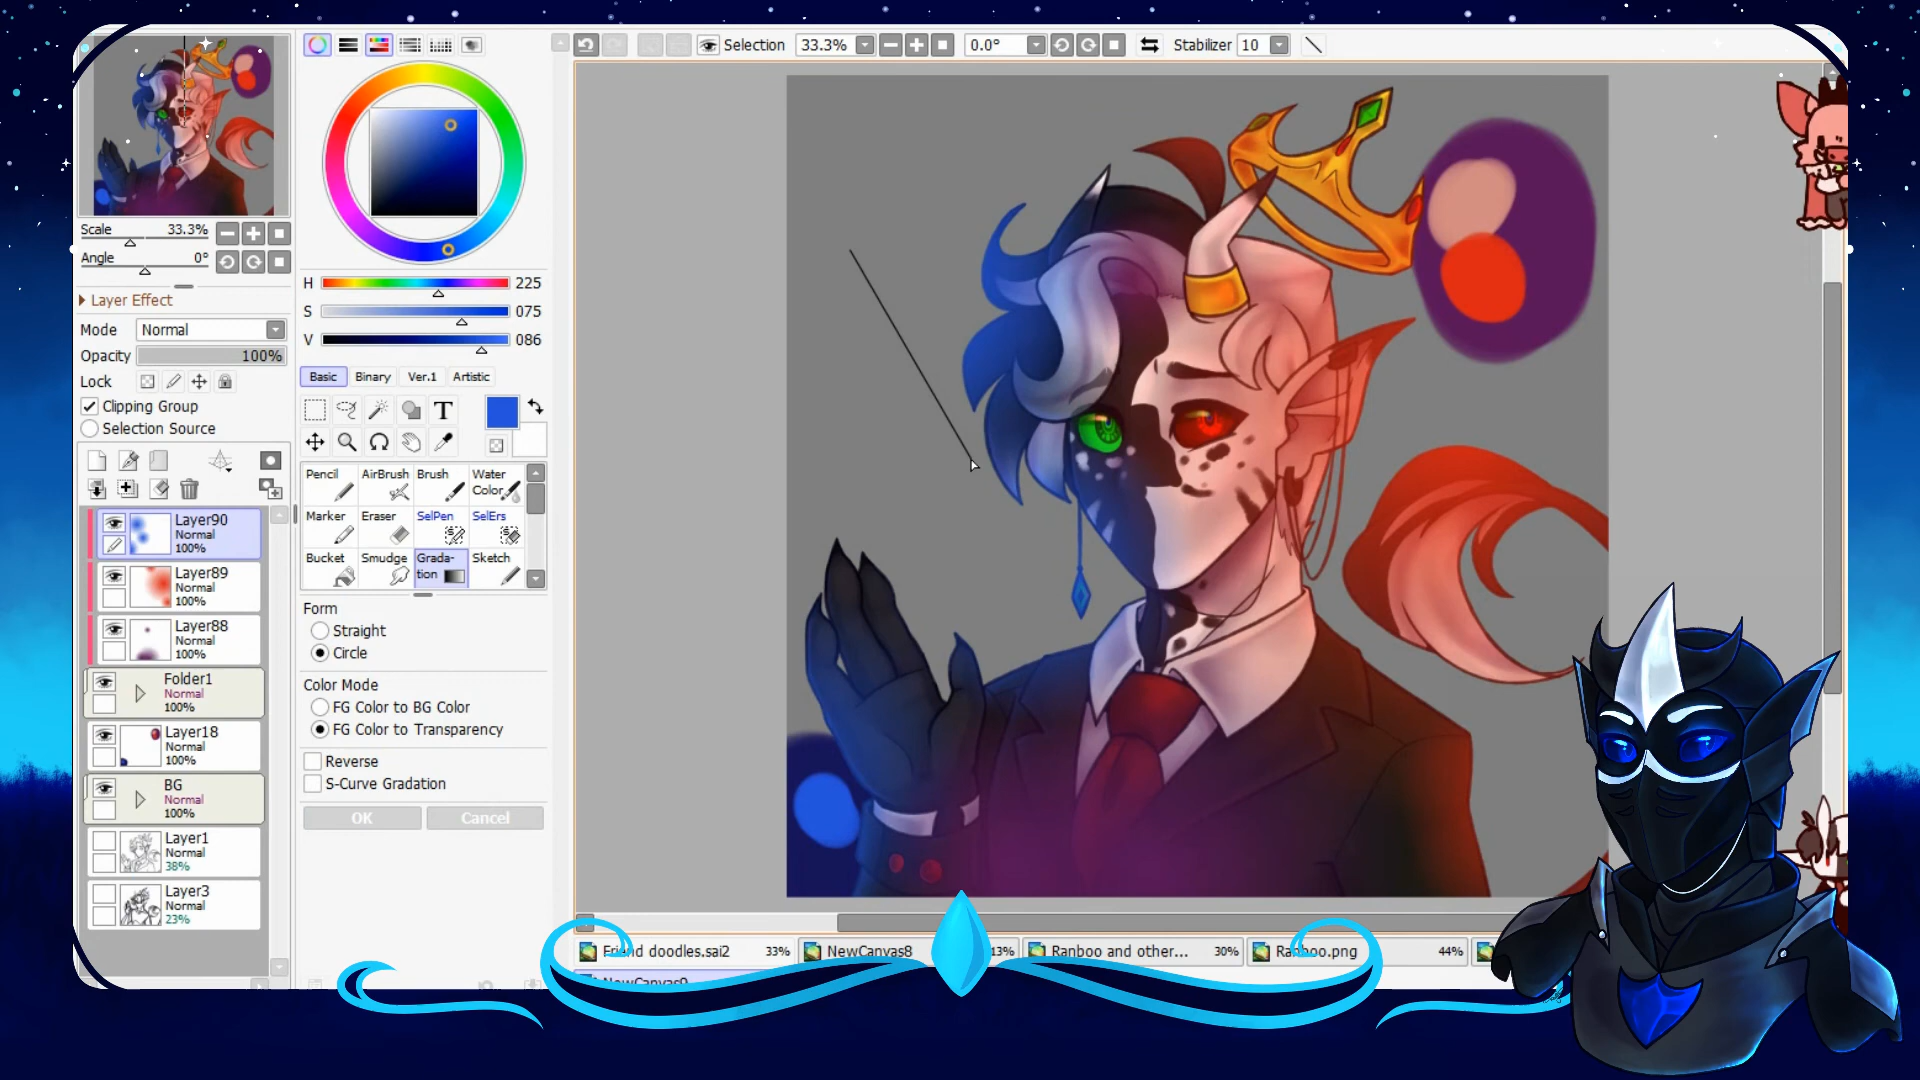 Selection 33.3% 0.0° Stabilizer 10
Scale 33.3%
Angle 0°
Layer Effect
Mode Normal
Opacity 100%
Lock
Clipping Group
Selection Source
Layer90
Normal
100%
Layer89
Normal
100%
Layer88
Normal
100%
Folder1
Normal
100%
Layer18
Normal
100%
BG
Normal
100%
Layer1
Normal
38%
Layer3
Normal
23%
H 225
S 075
V 086
Basic Binary Ver.1 Artistic
T
Pencil AirBrush Brush Water
Color
Marker Eraser SelPen SelErs
Bucket Smudge Grada- Sketch
tion
Form
Straight
Circle
Color Mode
FG Color to BG Color
FG Color to Transparency
Reverse
S-Curve Gradation
OK Cancel
Friend doodles.sai2 33% NewCanvas8 13% Ranboo and other... 30% Ranboo.png 44%
NewCanvas9